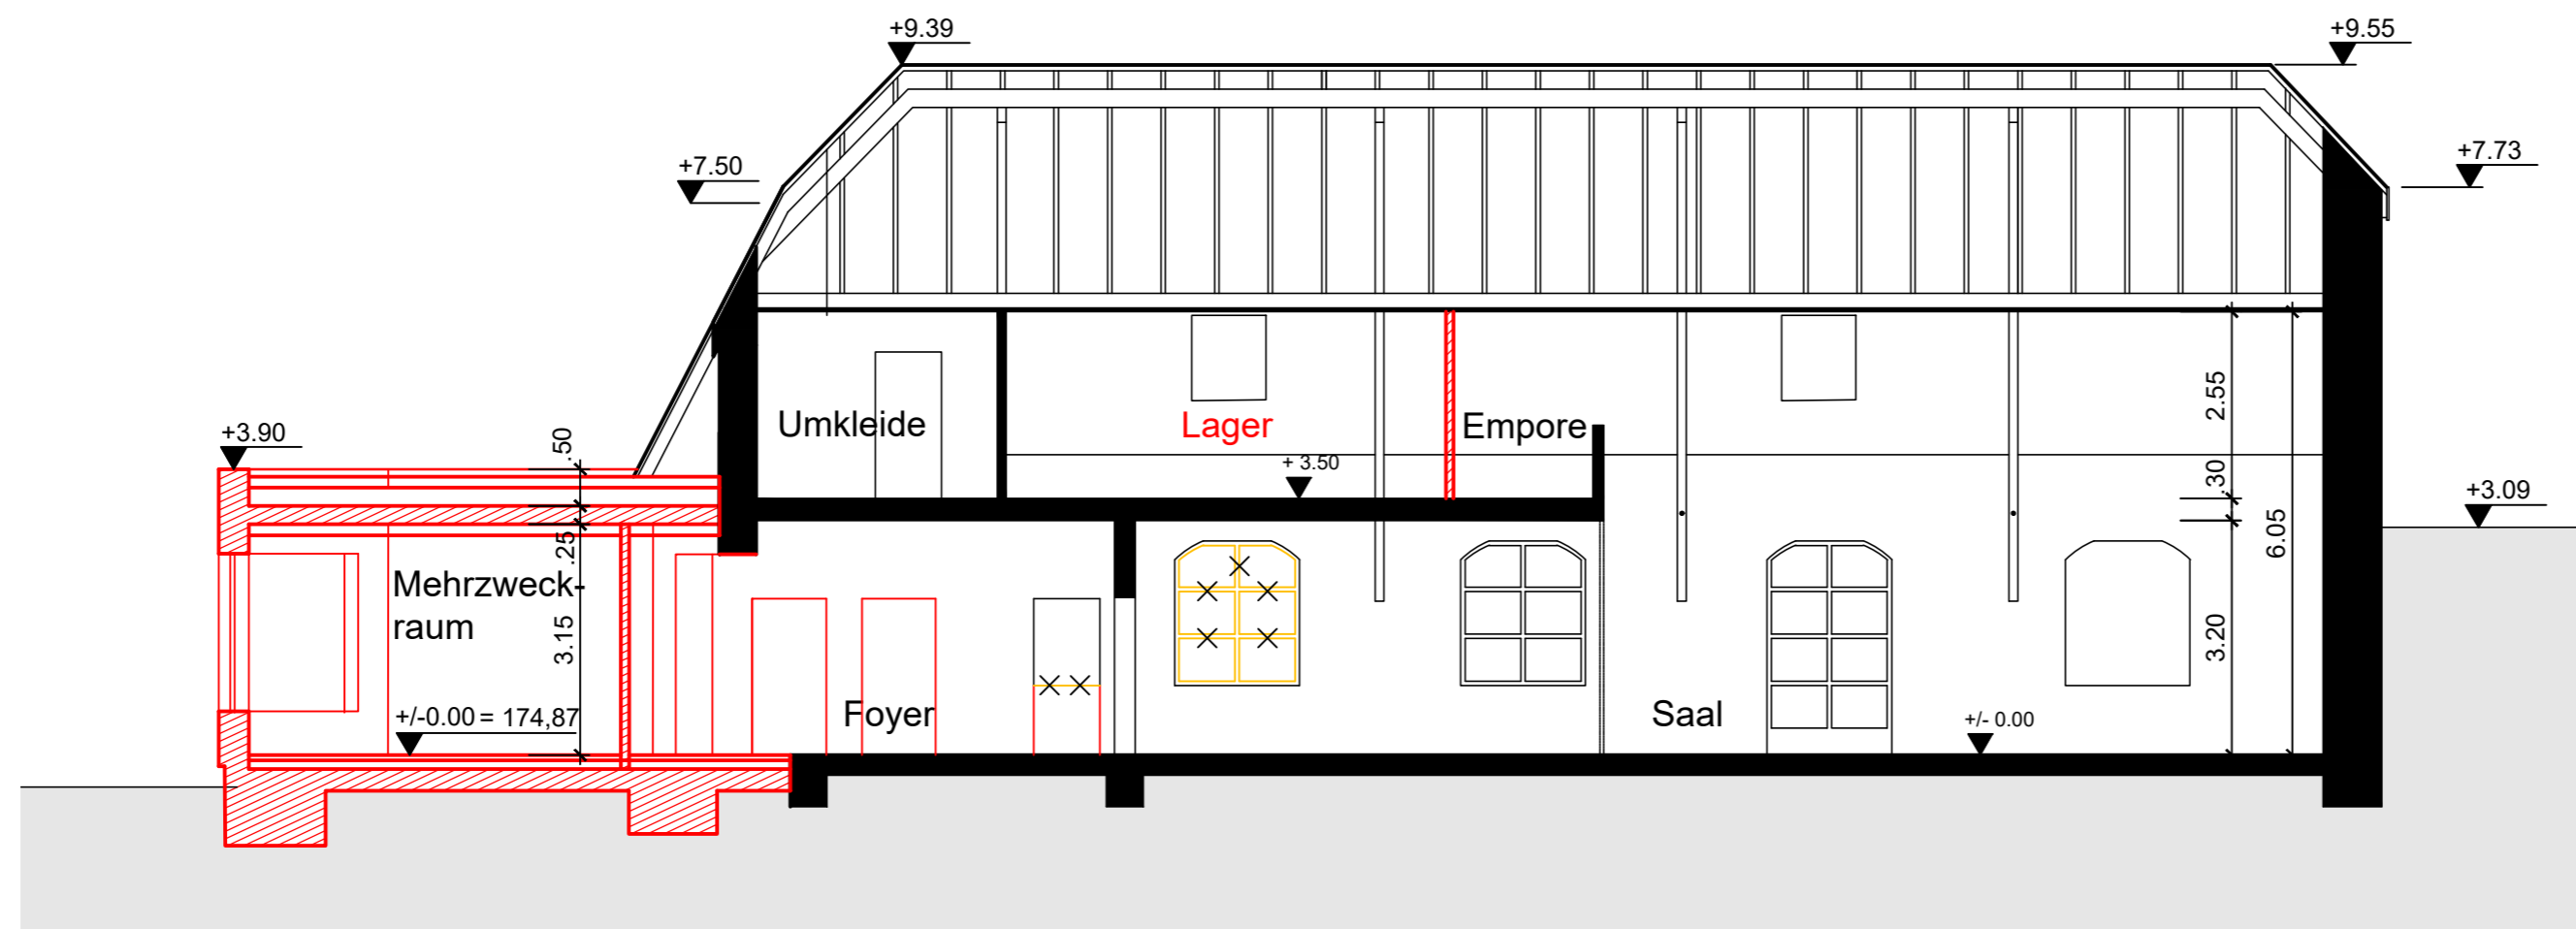 +9.39
+9.55
+7.50
+7.73
+3.90
.50
2.55
Umkleide
Lager
Empore
+ 3.50
.30
+3.09
6.05
.25
Mehrzweck-
raum
3.15
3.20
+/-0.00 = 174,87
Foyer
Saal
+/- 0.00